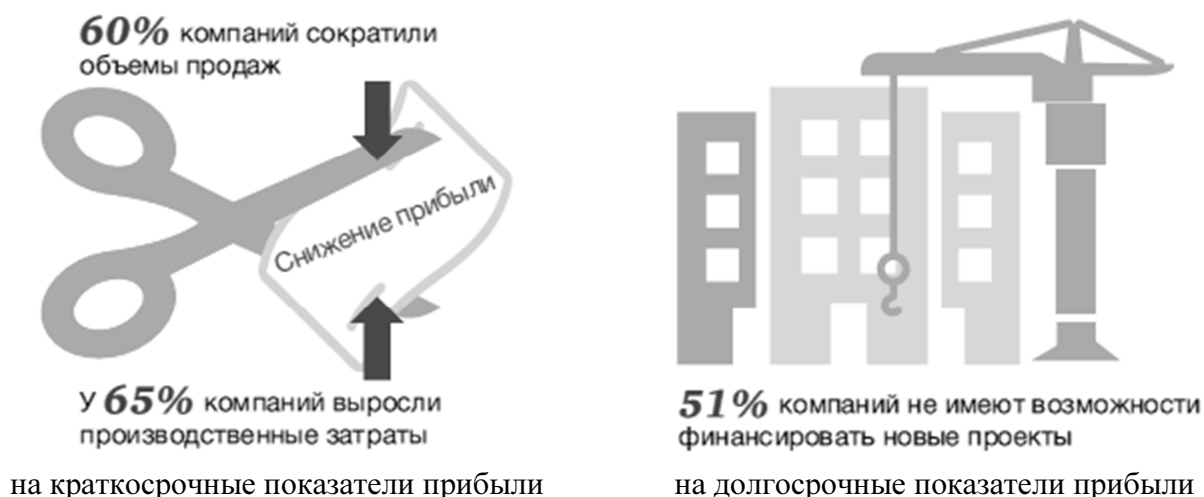 60% компаний сократили
объемы продаж
Снижение прибыли
У 65% компаний выросли
производственные затраты
на краткосрочные показатели прибыли
51% компаний не имеют возможности
финансировать новые проекты
на долгосрочные показатели прибыли